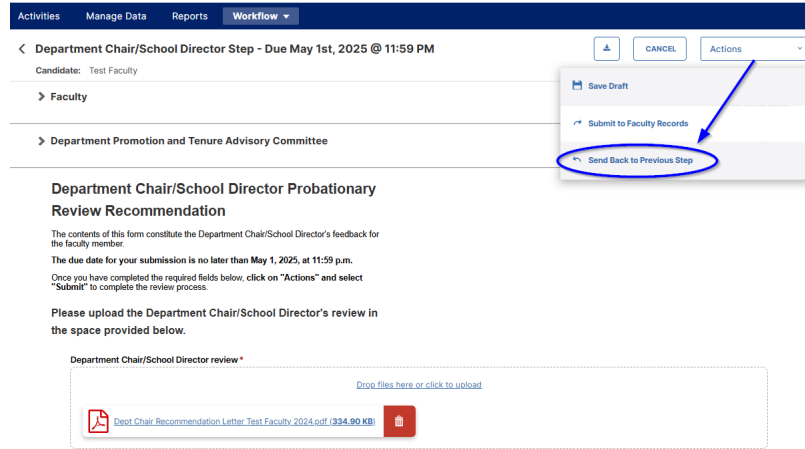 Activities Manage Data Reports Workflow
Department Chair/School Director Step - Due May 1st, 2025 @ 11:59 PM
CANCEL
Actions
Candidate: Test Faculty
Save Draft
Faculty
Submit to Faculty Records
Department Promotion and Tenure Advisory Committee
Send Back to Previous Step
Department Chair/School Director Probationary
Review Recommendation
The contents of this form constitute the Department Chair/School Director's feedback for
the faculty member.
The due date for your submission is no later than May 1, 2025, at 11:59 p.m.
Once you have completed the required fields below, click on "Actions" and select
"Submit" to complete the review process.
Please upload the Department Chair/School Director's review in
the space provided below.
Department Chair/School Director review *
Drop files here or click to upload
Dept Chair Recommendation Letter Test Faculty 2024.pdf (334.90 KB)